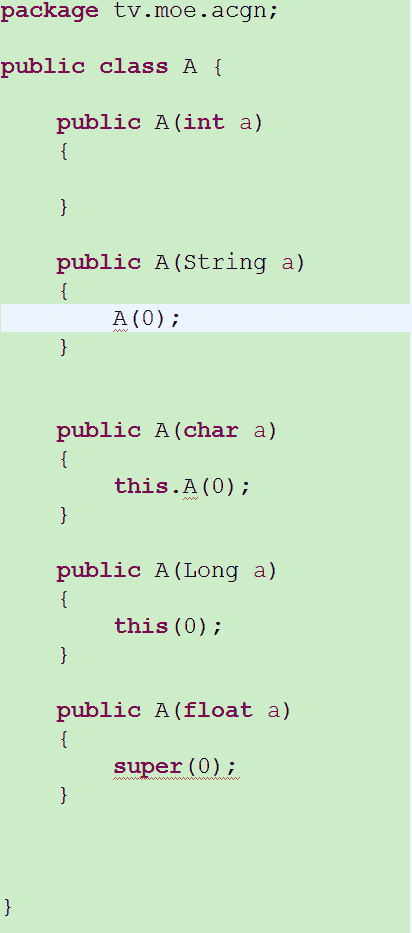 package tv.moe.acgn;
public class A {
public A(int a)
{
}
public A(String a)
{
A(0);
}
public A(char a)
{
this.A(0);
}
public A(Long a)
{
this(0);
}
public A(float a)
{
super(0);
}
}